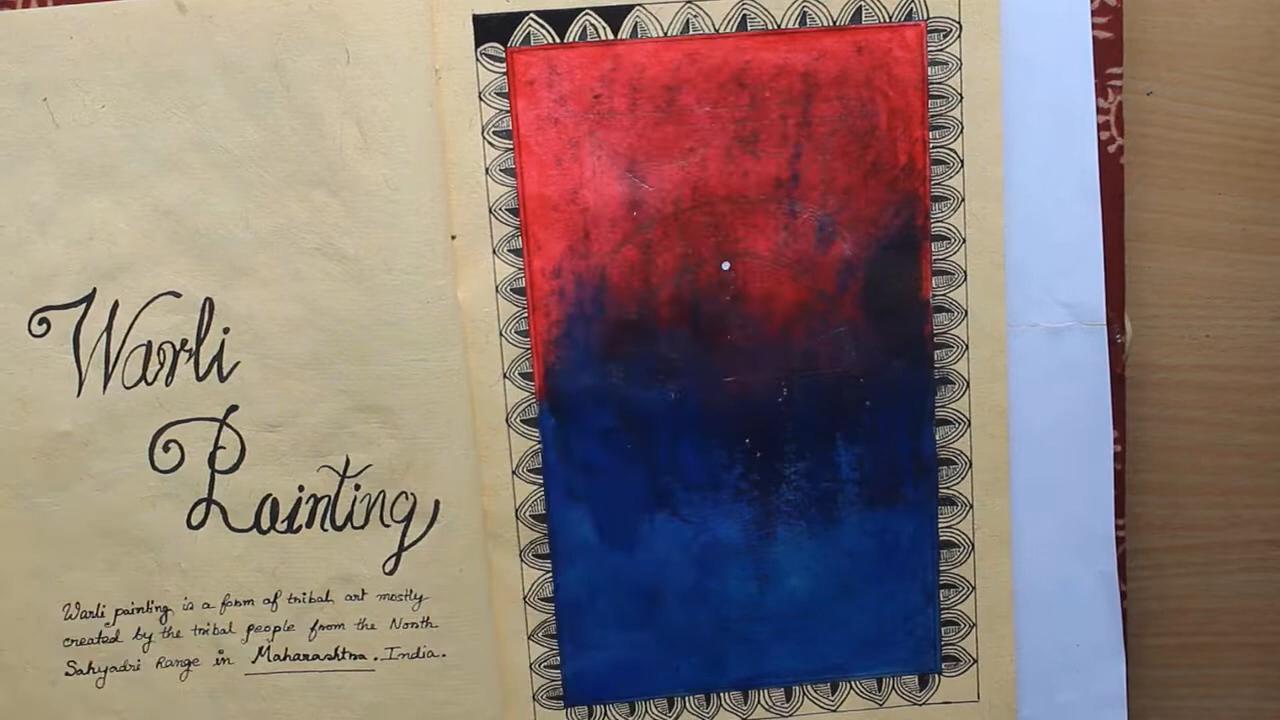 Warli
Painting
Warli painting is a form of tribal art mostly
created by the tribal people from the North
Sahyadri Range in Maharashtra. India.